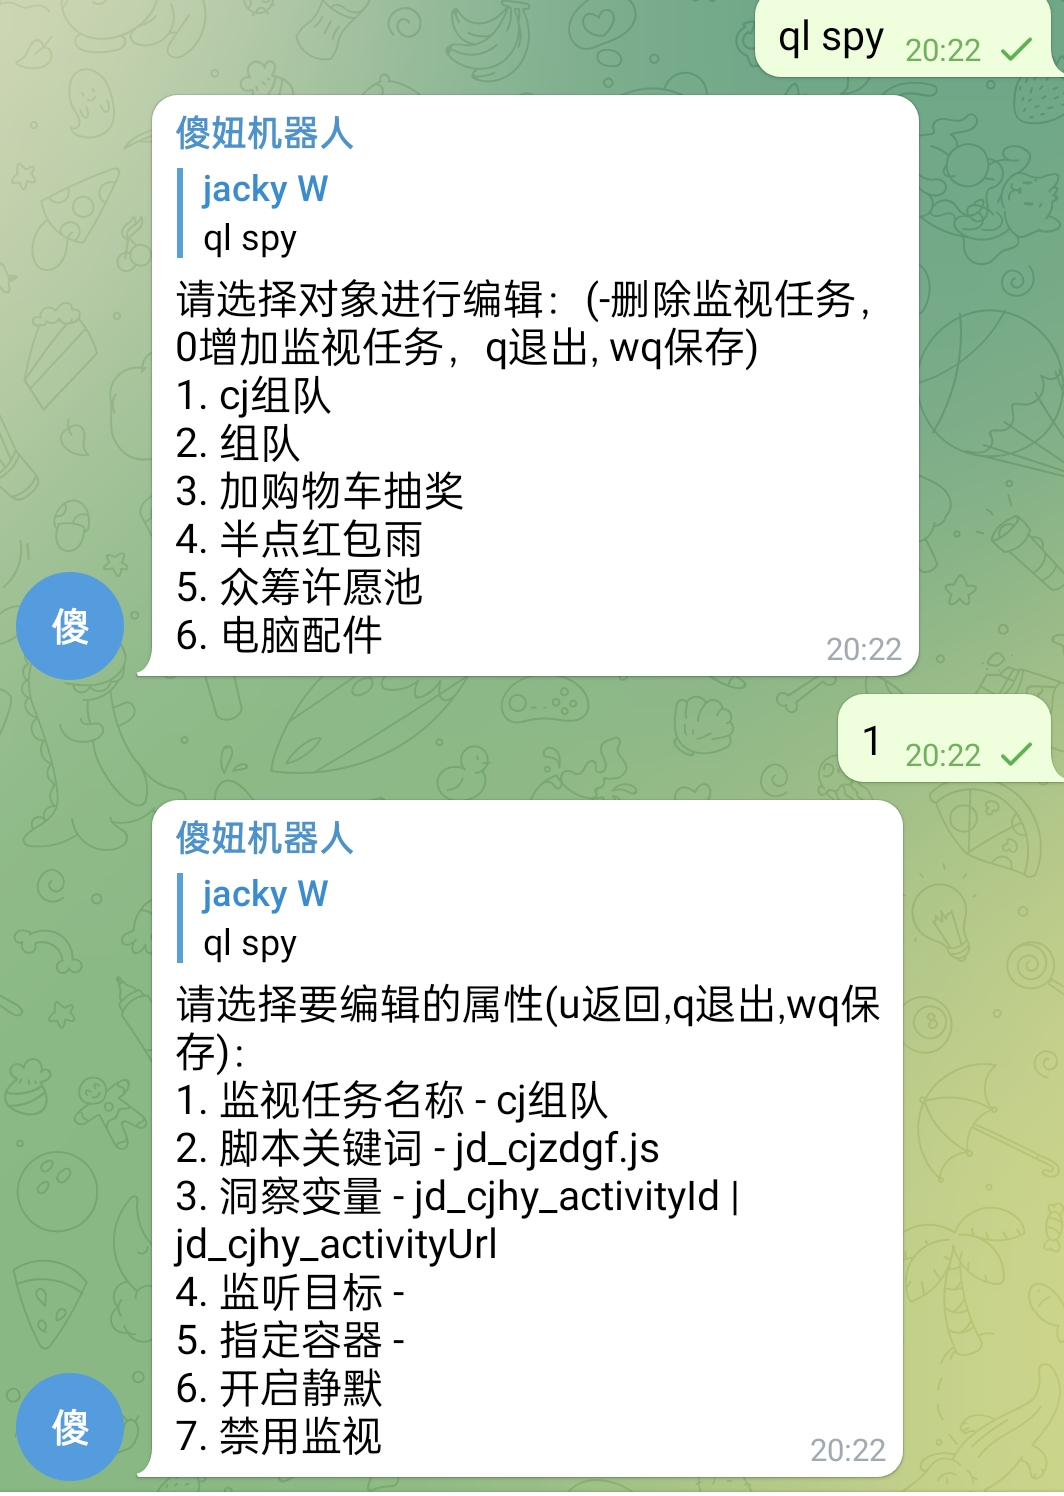 ql spy 20:22
傻妞机器人
jacky W
ql spy
请选择对象进行编辑：(-删除监视任务，
0增加监视任务，q退出, wq保存)
1. cj组队
2. 组队
3. 加购物车抽奖
4. 半点红包雨
5. 众筹许愿池
6. 电脑配件
20:22
傻
1 20:22
傻妞机器人
jacky W
ql spy
请选择要编辑的属性(u返回,q退出,wq保
存)：
1. 监视任务名称 - cj组队
2. 脚本关键词 - jd_cjzdgf.js
3. 洞察变量 - jd_cjhy_activityId |
jd_cjhy_activityUrl
4. 监听目标 -
5. 指定容器 -
6. 开启静默
7. 禁用监视
20:22
傻